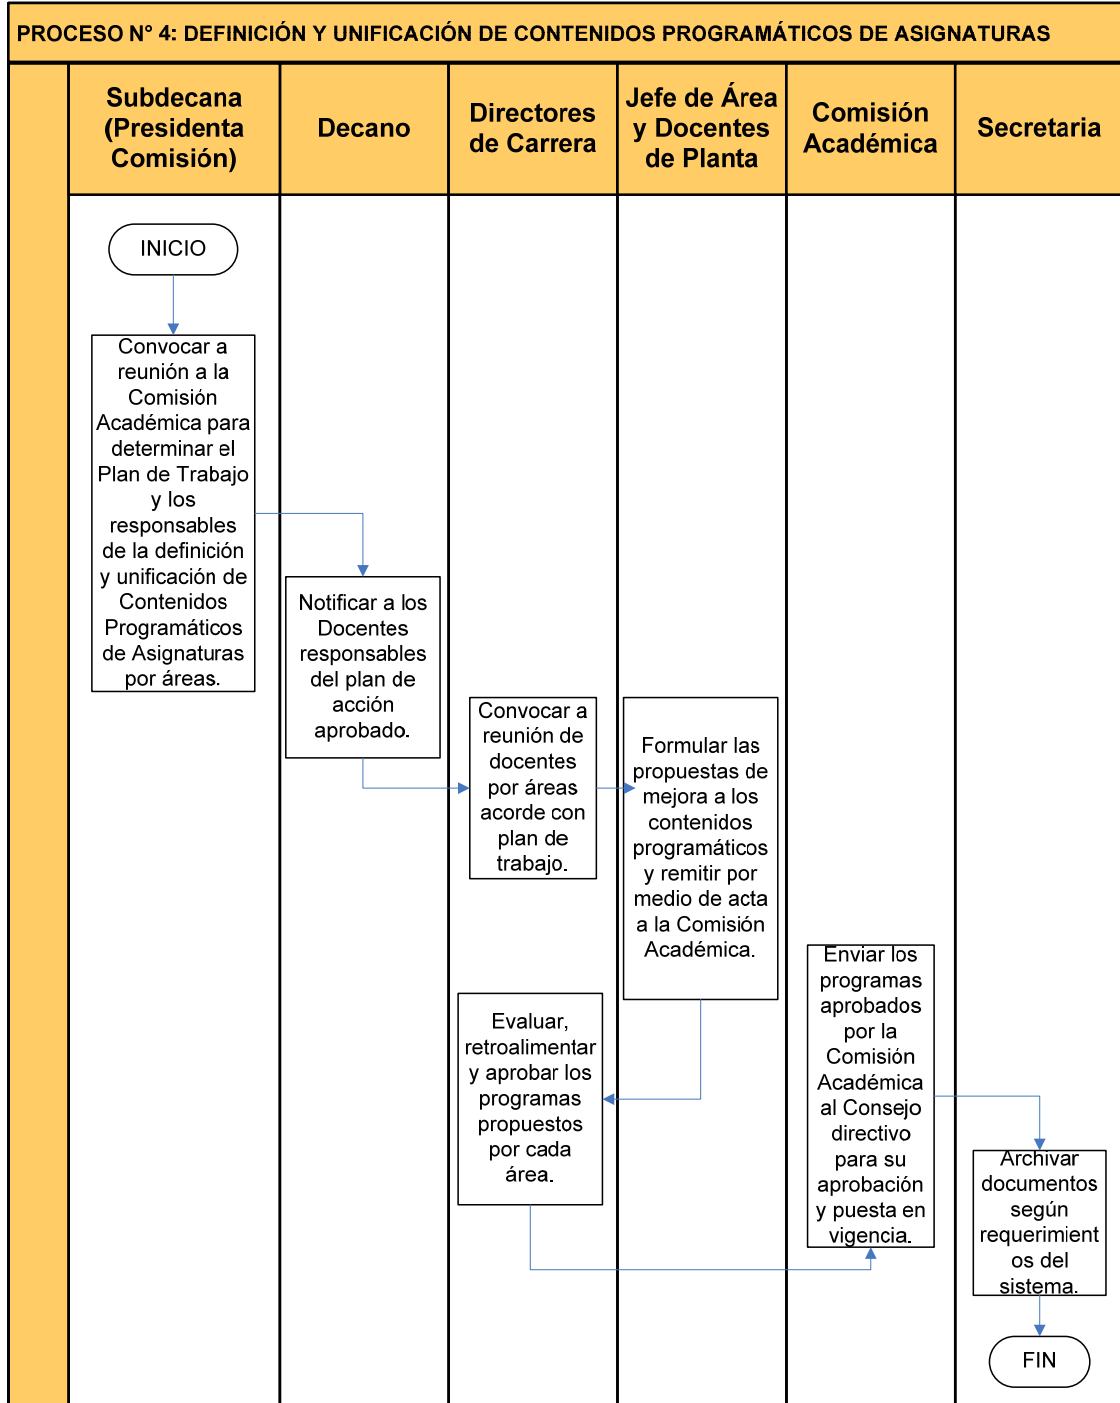 PROCESO N° 4: DEFINICIÓN Y UNIFICACIÓN DE CONTENIDOS PROGRAMÁTICOS DE ASIGNATURAS
Subdecana
(Presidenta
Comisión)
Decano
Directores
de Carrera
Jefe de Área
y Docentes
de Planta
Comisión
Académica
Secretaria
INICIO
Convocar a
reunión a la
Comisión
Académica para
determinar el
Plan de Trabajo
y los
responsables
de la definición
y unificación de
Contenidos
Programáticos
de Asignaturas
por áreas.
Notificar a los
Docentes
responsables
del plan de
acción
aprobado.
Convocar a
reunión de
docentes
por áreas
acorde con
plan de
trabajo.
Formular las
propuestas de
mejora a los
contenidos
programáticos
y remitir por
medio de acta
a la Comisión
Académica.
Evaluar,
retroalimentar
y aprobar los
programas
propuestos
por cada
área.
Enviar los
programas
aprobados
por la
Comisión
Académica
al Consejo
directivo
para su
aprobación
y puesta en
vigencia.
Archivar
documentos
según
requerimient
os del
sistema.
FIN